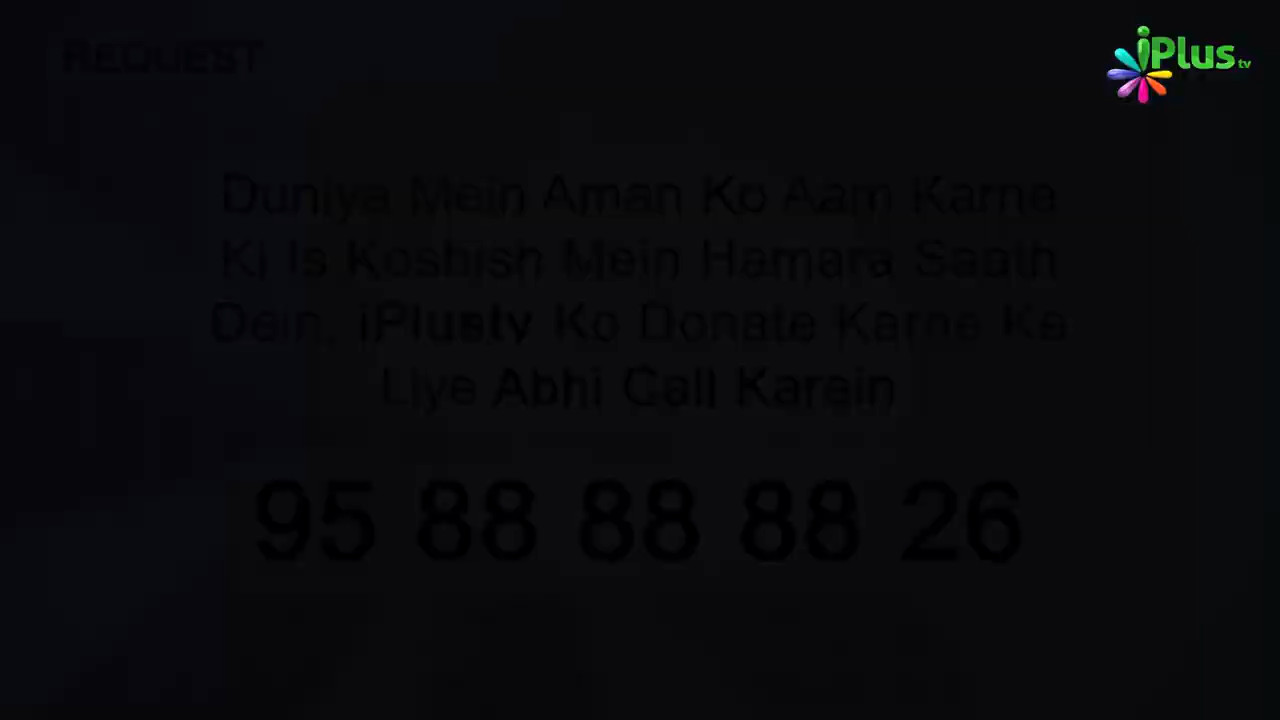 REQUEST
iPlus tv
Duniya Mein Aman Ko Aam Karne
Ki Is Koshish Mein Hamara Saath
Dein. iPlustv Ko Donate Karne Ke
Liye Abhi Call Karein
95 88 88 88 26